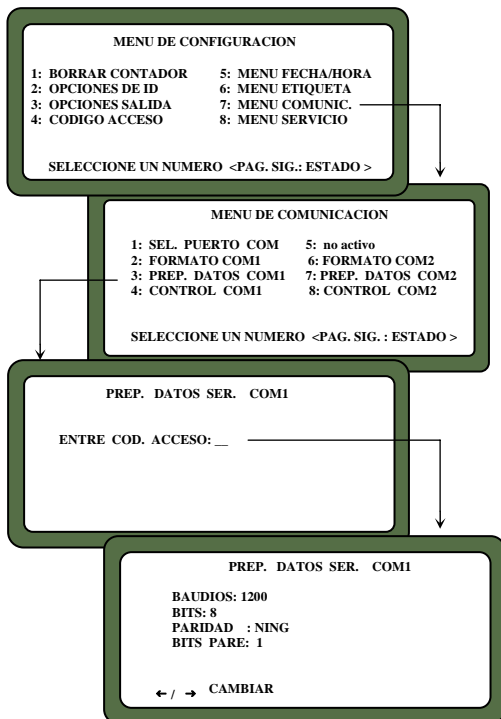 MENU DE CONFIGURACION
1: BORRAR CONTADOR 5: MENU FECHA/HORA
2: OPCIONES DE ID 6: MENU ETIQUETA
3: OPCIONES SALIDA 7: MENU COMUNIC.
4: CODIGO ACCESO 8: MENU SERVICIO
SELECCIONE UN NUMERO <PAG. SIG.: ESTADO >
MENU DE COMUNICACION
1: SEL. PUERTO COM 5: no activo
2: FORMATO COM1 6: FORMATO COM2
3: PREP. DATOS COM1 7: PREP. DATOS COM2
4: CONTROL COM1 8: CONTROL COM2
SELECCIONE UN NUMERO <PAG. SIG. : ESTADO >
PREP. DATOS SER. COM1
ENTRE COD. ACCESO: __
PREP. DATOS SER. COM1
BAUDIOS: 1200
BITS: 8
PARIDAD : NING
BITS PARE: 1
← / → CAMBIAR